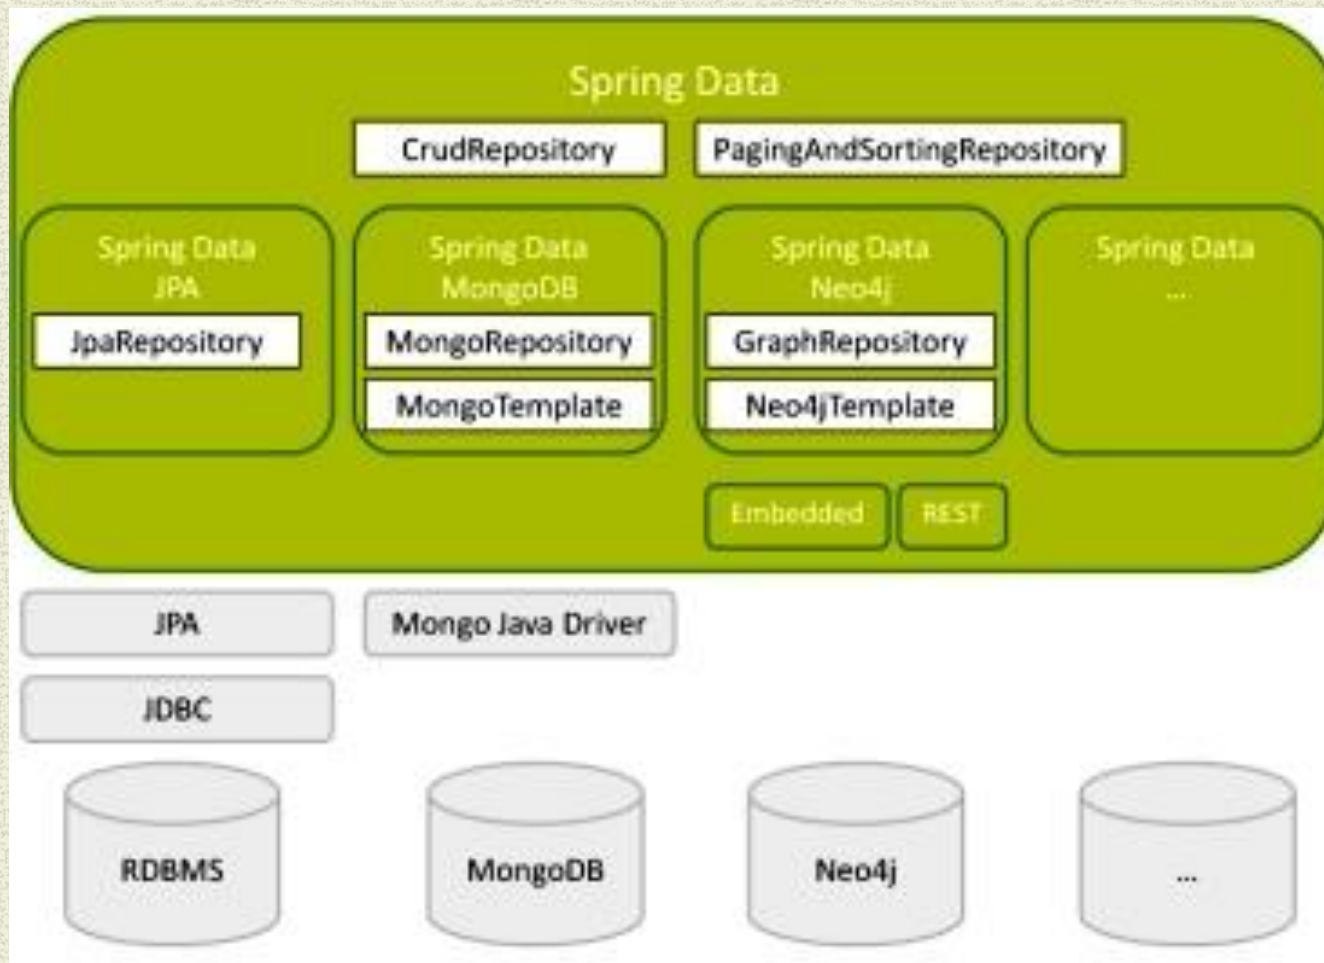 Spring Data
CrudRepository PagingAndSortingRepository
Spring Data
JPA
JpaRepository
Spring Data
MongoDB
MongoRepository
MongoTemplate
Spring Data
Neo4j
GraphRepository
Neo4jTemplate
Spring Data
...
Embedded REST
JPA Mongo Java Driver
JDBC
RDBMS MongoDB Neo4j ...